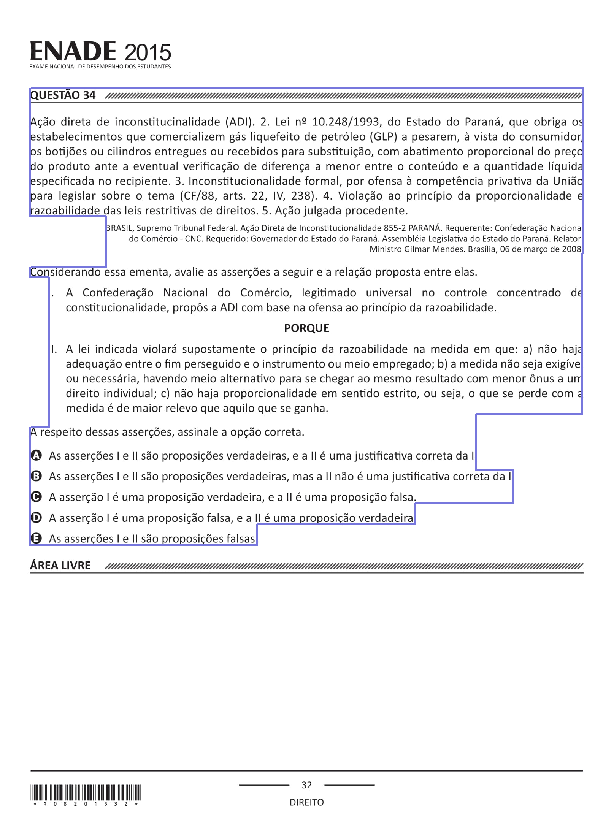 ENADE 2015
EXAME NACIONAL DE DESEMPENHO DOS ESTUDANTES
QUESTÃO 34
Ação direta de inconstitucinalidade (ADI). 2. Lei nº 10.248/1993, do Estado do Paraná, que obriga os
estabelecimentos que comercializem gás liquefeito de petróleo (GLP) a pesarem, à vista do consumidor,
os botijões ou cilindros entregues ou recebidos para substituição, com abatimento proporcional do preço
do produto ante a eventual verificação de diferença a menor entre o conteúdo e a quantidade líquida
especificada no recipiente. 3. Inconstitucionalidade formal, por ofensa à competência privativa da União
para legislar sobre o tema (CF/88, arts. 22, IV, 238). 4. Violação ao princípio da proporcionalidade e
razoabilidade das leis restritivas de direitos. 5. Ação julgada procedente.
BRASIL. Supremo Tribunal Federal. Ação Direta de Inconstitucionalidade 855-2 PARANÁ. Requerente: Confederação Naciona
do Comércio - CNC. Requerido: Governador do Estado do Paraná. Assembléia Legislativa do Estado do Paraná. Relator
Ministro Gilmar Mendes. Brasília, 06 de março de 2008
Considerando essa ementa, avalie as asserções a seguir e a relação proposta entre elas.
. A Confederação Nacional do Comércio, legitimado universal no controle concentrado de
constitucionalidade, propôs a ADI com base na ofensa ao princípio da razoabilidade.
PORQUE
I. A lei indicada violará supostamente o princípio da razoabilidade na medida em que: a) não haja
adequação entre o fim perseguido e o instrumento ou meio empregado; b) a medida não seja exigíve
ou necessária, havendo meio alternativo para se chegar ao mesmo resultado com menor ônus a um
direito individual; c) não haja proporcionalidade em sentido estrito, ou seja, o que se perde com a
medida é de maior relevo que aquilo que se ganha.
A respeito dessas asserções, assinale a opção correta.
A As asserções I e II são proposições verdadeiras, e a II é uma justificativa correta da I
B As asserções I e II são proposições verdadeiras, mas a II não é uma justificativa correta da I
C A asserção I é uma proposição verdadeira, e a II é uma proposição falsa.
D A asserção I é uma proposição falsa, e a II é uma proposição verdadeira
E As asserções I e II são proposições falsas
ÁREA LIVRE
32
DIREITO